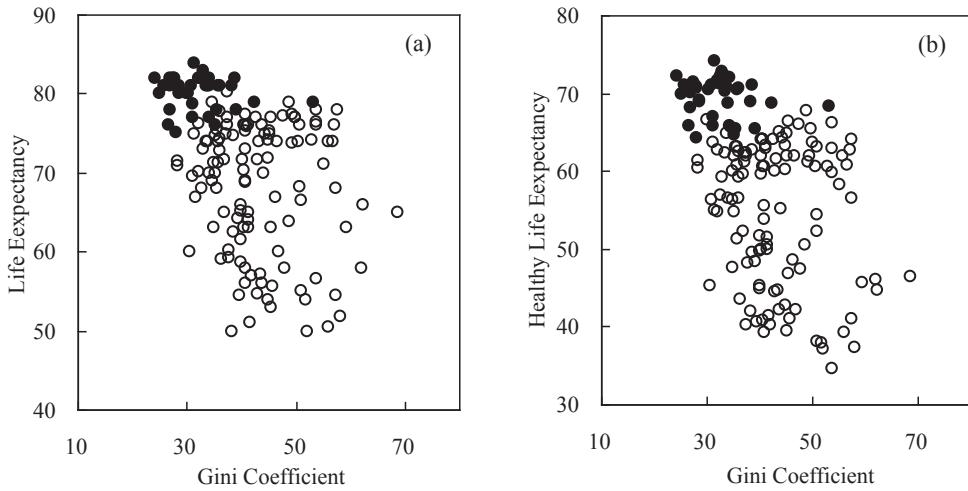 (a)
90
80
70
60
50
40
10 30 50 70
Gini Coefficient
Life Eexpectancy
(b)
80
70
60
50
40
30
10 30 50 70
Gini Coefficient
Healthy Life Eexpectancy